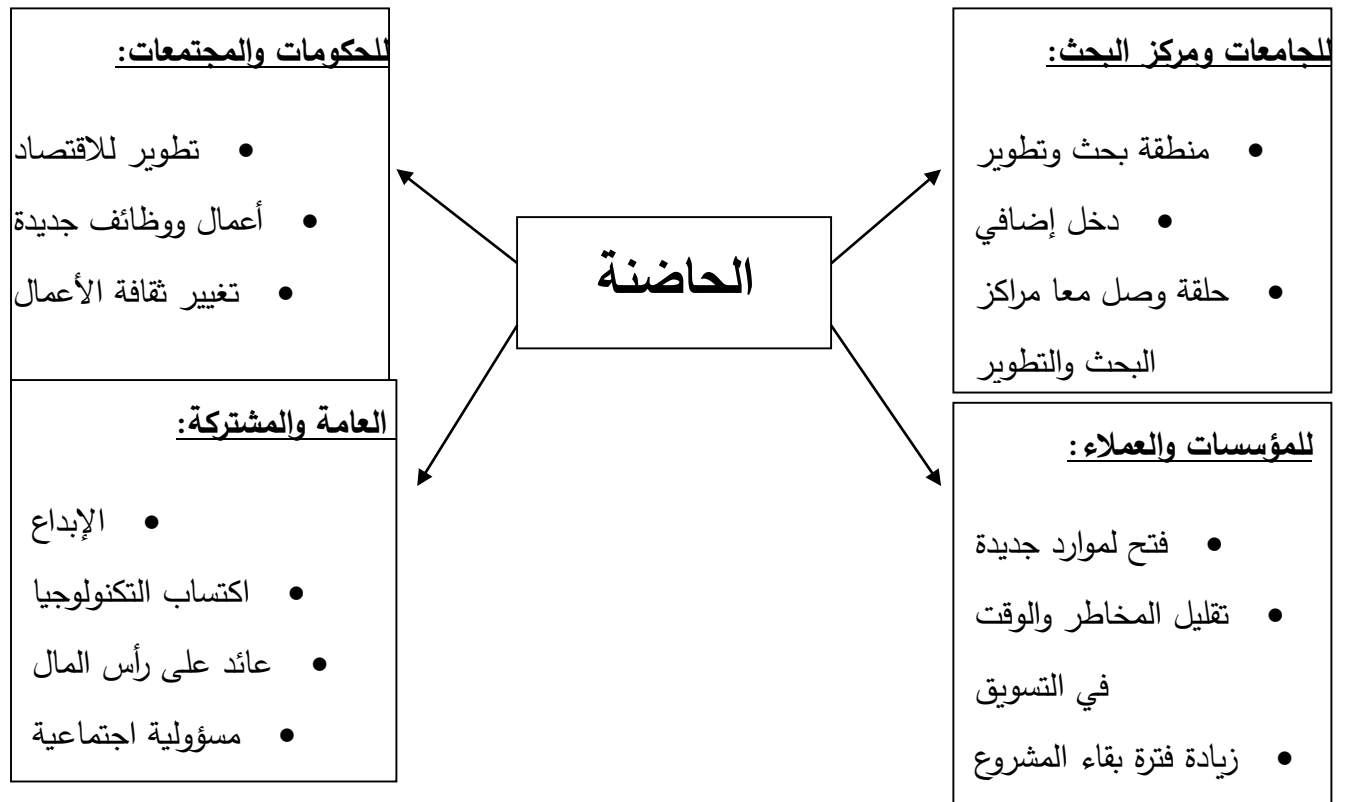 للجامعات ومركز البحث:
• منطقة بحث وتطوير
• دخل إضافي
• حلقة وصل معا مراكز
البحث والتطوير
للحكومات والمجتمعات:
• تطوير للاقتصاد
• أعمال ووظائف جديدة
• تغيير ثقافة الأعمال
الحاضنة
للمؤسسات والعملاء:
• فتح لموارد جديدة
• تقليل المخاطر والوقت
في التسويق
• زيادة فترة بقاء المشروع
العامة والمشتركة:
• الإبداع
• اكتساب التكنولوجيا
• عائد على رأس المال
• مسؤولية اجتماعية